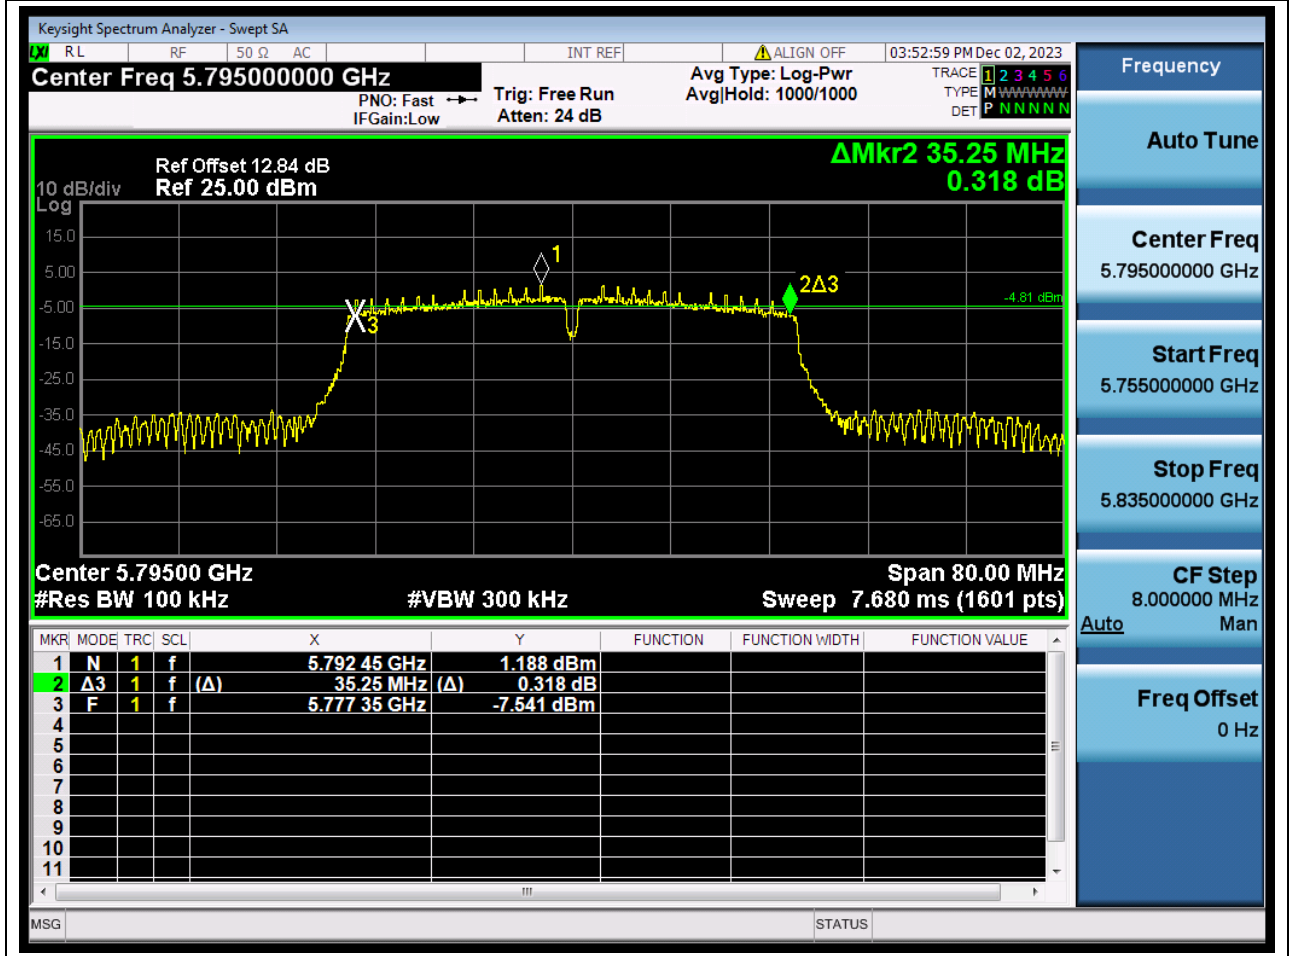 Keysight Spectrum Analyzer - Swept SA
LXI RL RF 50 Ω AC INT REF ALIGN OFF 03:52:59 PM Dec 02, 2023
Center Freq 5.795000000 GHz
PNO: Fast
IFGain:Low
Trig: Free Run
Atten: 24 dB
Avg Type: Log-Pwr
Avg|Hold: 1000/1000
TRACE 1 2 3 4 5 6
TYPE M WWWWW
DET P N N N N N
ΔMkr2 35.25 MHz
0.318 dB
Ref Offset 12.84 dB
10 dB/div Ref 25.00 dBm
Log
15.0
5.00
-5.00
-15.0
-25.0
-35.0
-45.0
-55.0
-65.0
1
2Δ3
3
-4.81 dBm
Center 5.79500 GHz Span 80.00 MHz
#Res BW 100 kHz #VBW 300 kHz Sweep 7.680 ms (1601 pts)
MKR MODE TRC SCL X Y FUNCTION FUNCTION WIDTH FUNCTION VALUE
1 N 1 f 5.792 45 GHz 1.188 dBm
2 Δ3 1 f (Δ) 35.25 MHz (Δ) 0.318 dB
3 F 1 f 5.777 35 GHz -7.541 dBm
4
5
6
7
8
9
10
11
MSG STATUS
Frequency
Auto Tune
Center Freq
5.795000000 GHz
Start Freq
5.755000000 GHz
Stop Freq
5.835000000 GHz
CF Step
8.000000 MHz
Auto Man
Freq Offset
0 Hz